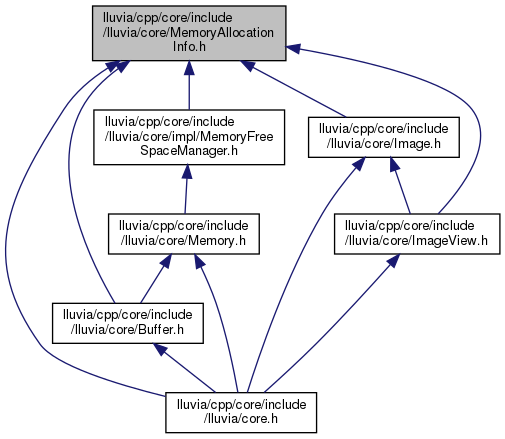 lluvia/cpp/core/include
/lluvia/core/MemoryAllocation
Info.h
lluvia/cpp/core/include
/lluvia/core/impl/MemoryFree
SpaceManager.h
lluvia/cpp/core/include
/lluvia/core/Image.h
lluvia/cpp/core/include
/lluvia/core/Memory.h
lluvia/cpp/core/include
/lluvia/core/ImageView.h
lluvia/cpp/core/include
/lluvia/core/Buffer.h
lluvia/cpp/core/include
/lluvia/core.h